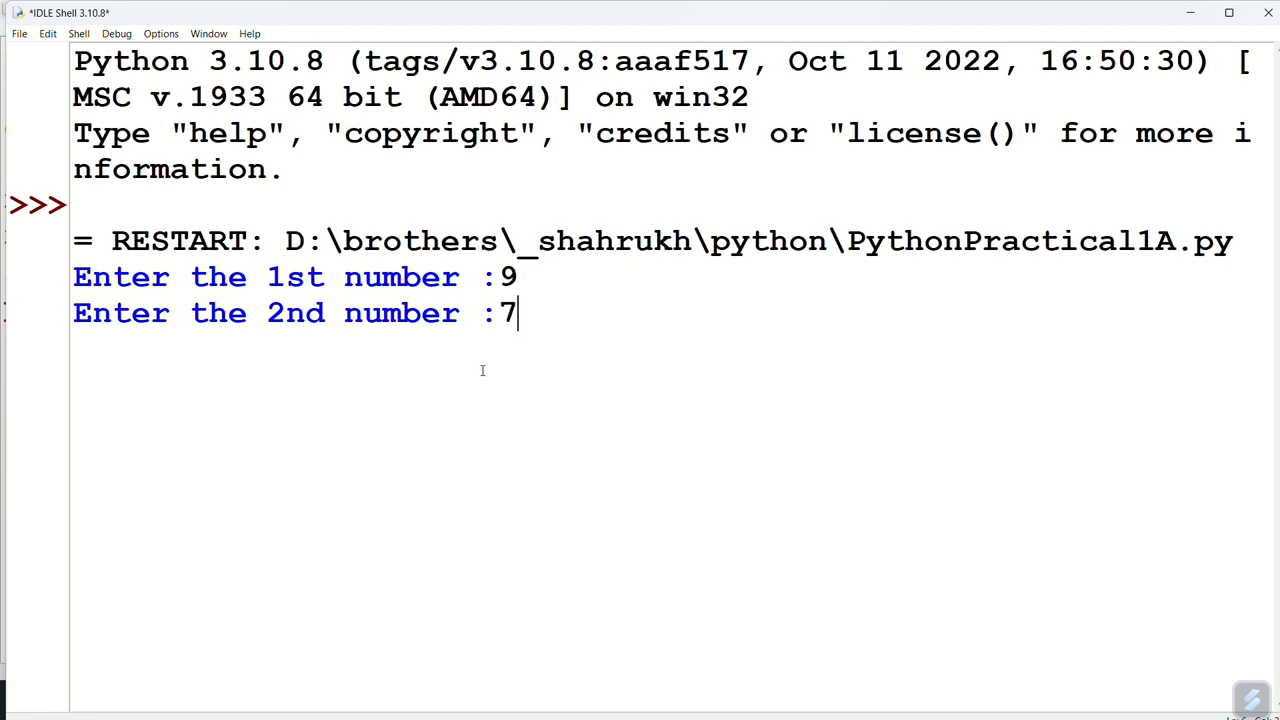 *IDLE Shell 3.10.8*
File Edit Shell Debug Options Window Help
Python 3.10.8 (tags/v3.10.8:aaaf517, Oct 11 2022, 16:50:30) [
MSC v.1933 64 bit (AMD64)] on win32
Type "help", "copyright", "credits" or "license()" for more i
nformation.
>>>
= RESTART: D:\brothers\_shahrukh\python\PythonPractical1A.py
Enter the 1st number :9
Enter the 2nd number :7